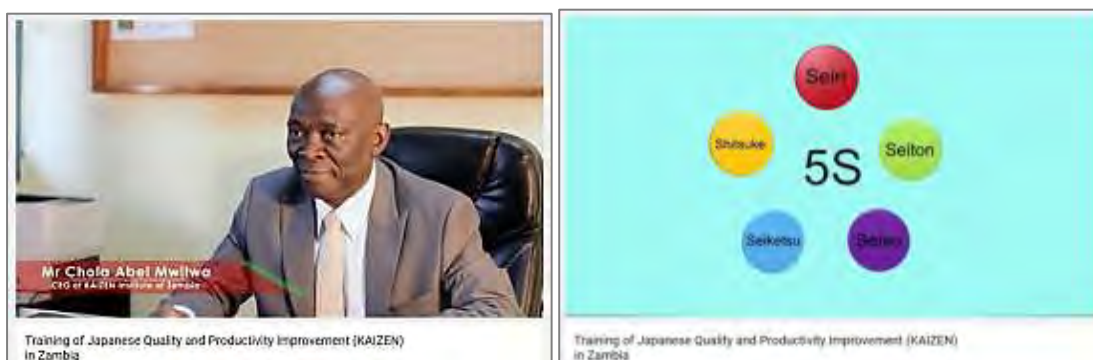 Mr Chola Abel Mwilwa
CEO of KAIZEN Institute of Zambia
Training of Japanese Quality and Productivity Improvement (KAIZEN)
in Zambia
Seiri
Shitsuke
5S
Seiton
Seiketsu
Seiso
Training of Japanese Quality and Productivity Improvement (KAIZEN)
in Zambia